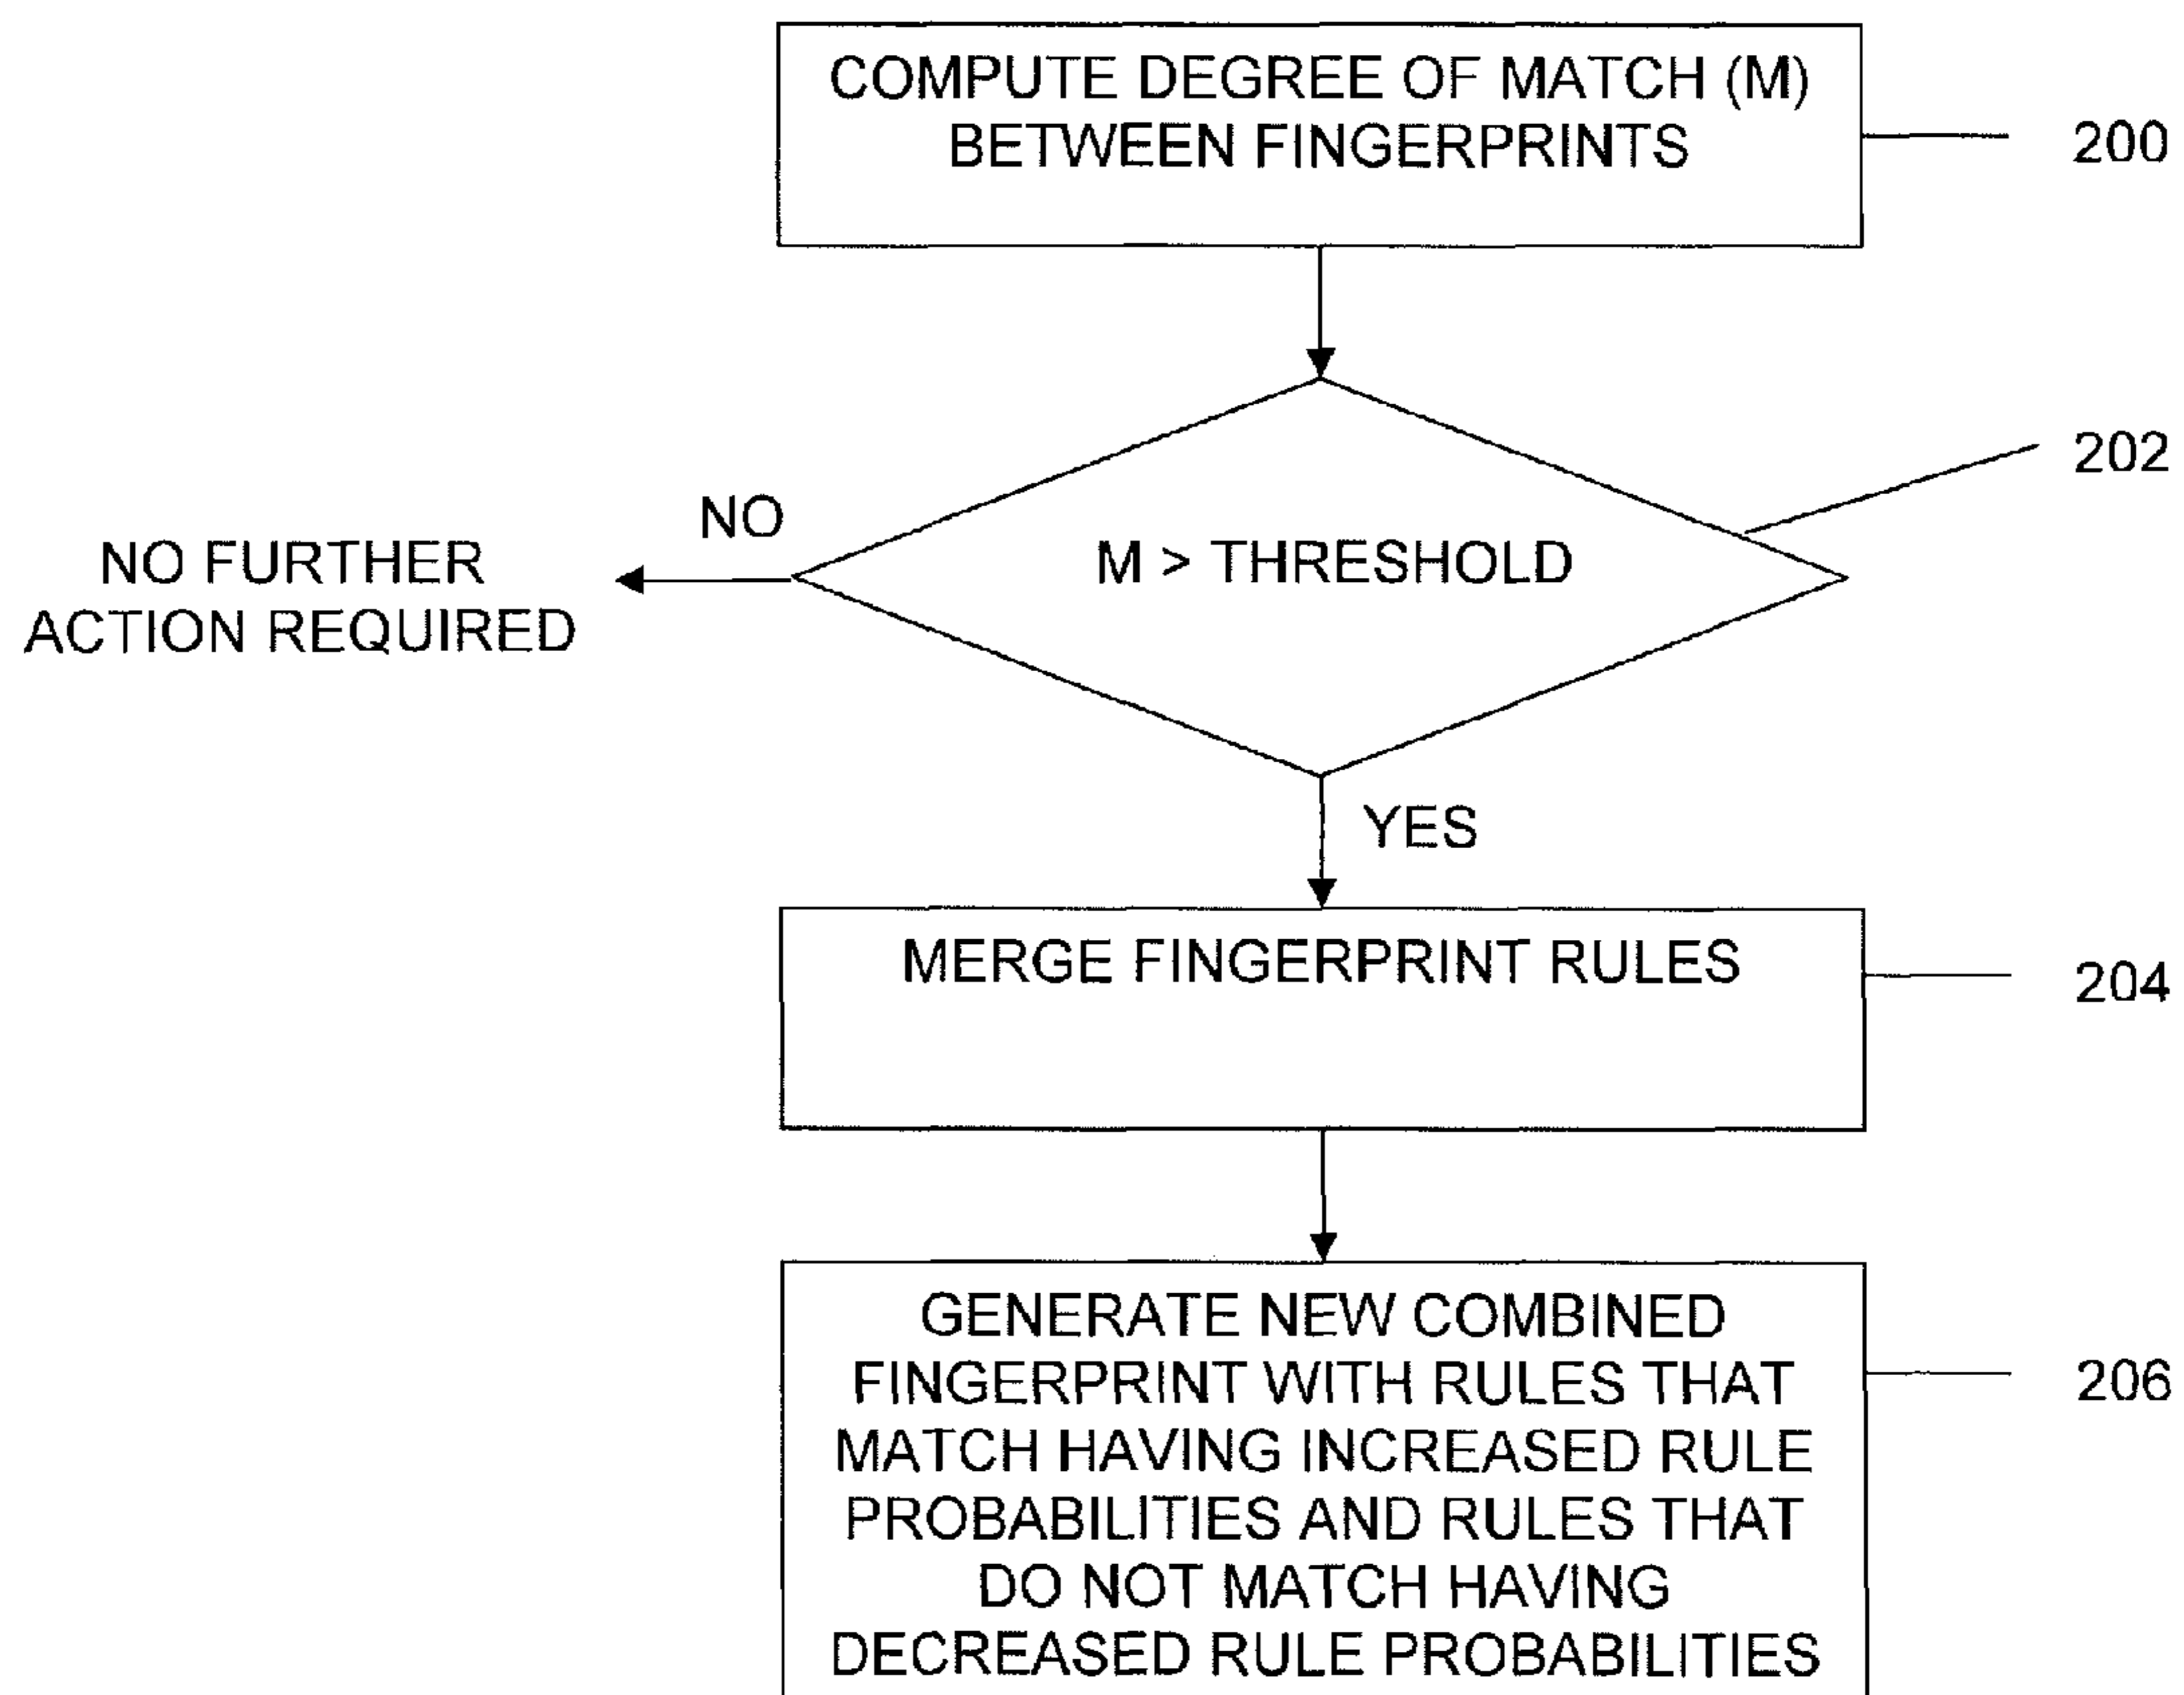 COMPUTE DEGREE OF MATCH (M)
BETWEEN FINGERPRINTS
200
202
NO
M > THRESHOLD
NO FURTHER
ACTION REQUIRED
YES
MERGE FINGERPRINT RULES
204
GENERATE NEW COMBINED
FINGERPRINT WITH RULES THAT
MATCH HAVING INCREASED RULE
PROBABILITIES AND RULES THAT
DO NOT MATCH HAVING
DECREASED RULE PROBABILITIES
206